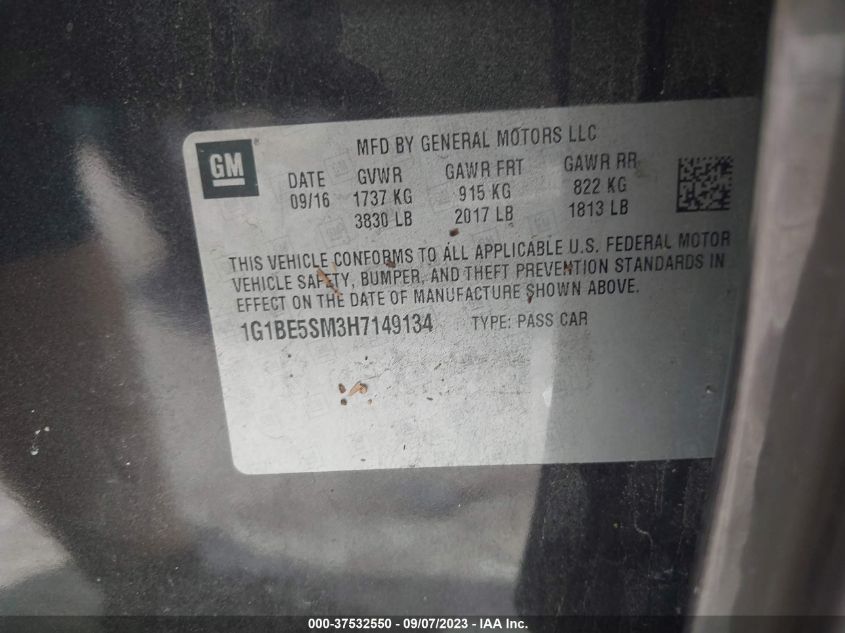 GM
MFD BY GENERAL MOTORS LLC
DATE GVWR GAWR FRT GAWR RR
09/16 1737 KG 915 KG 822 KG
3830 LB 2017 LB 1813 LB
THIS VEHICLE CONFORMS TO ALL APPLICABLE U.S. FEDERAL MOTOR
VEHICLE SAFETY, BUMPER, AND THEFT PREVENTION STANDARDS IN
EFFECT ON THE DATE OF MANUFACTURE SHOWN ABOVE.
1G1BE5SM3H7149134 TYPE: PASS CAR
000-37532550 - 09/07/2023 - IAA Inc.